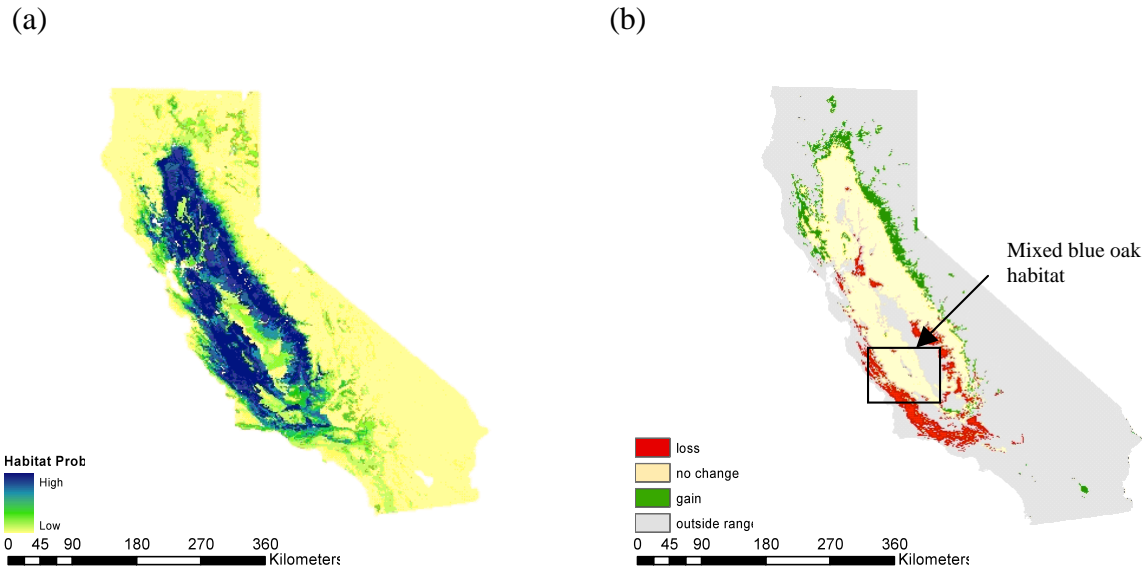 (a)
(b)
Mixed blue oak
habitat
Habitat Prob
High
Low
0 45 90 180 270 360
Kilometers
loss
no change
gain
outside range
0 45 90 180 270 360
Kilometers